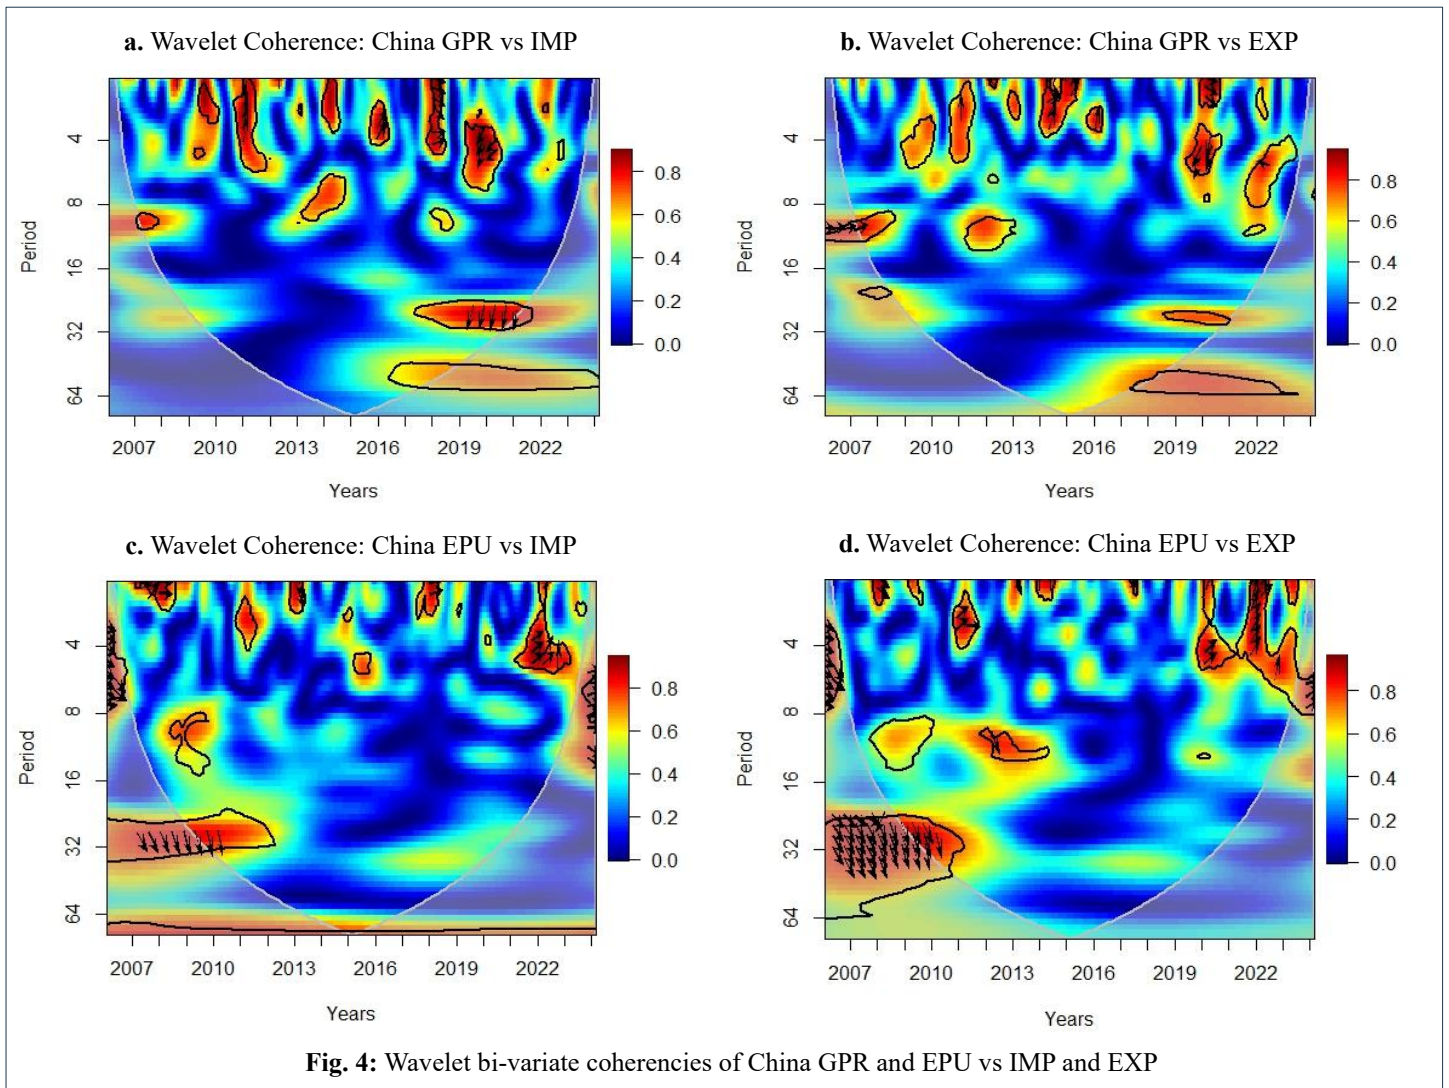 a. Wavelet Coherence: China GPR vs IMP
b. Wavelet Coherence: China GPR vs EXP
Period
4
8
16
32
64
0.8
0.6
0.4
0.2
0.0
2007 2010 2013 2016 2019 2022
Years
Period
4
8
16
32
64
0.8
0.6
0.4
0.2
0.0
2007 2010 2013 2016 2019 2022
Years
c. Wavelet Coherence: China EPU vs IMP
d. Wavelet Coherence: China EPU vs EXP
Period
4
8
16
32
64
0.8
0.6
0.4
0.2
0.0
2007 2010 2013 2016 2019 2022
Years
Period
4
8
16
32
64
0.8
0.6
0.4
0.2
0.0
2007 2010 2013 2016 2019 2022
Years
Fig. 4: Wavelet bi-variate coherencies of China GPR and EPU vs IMP and EXP